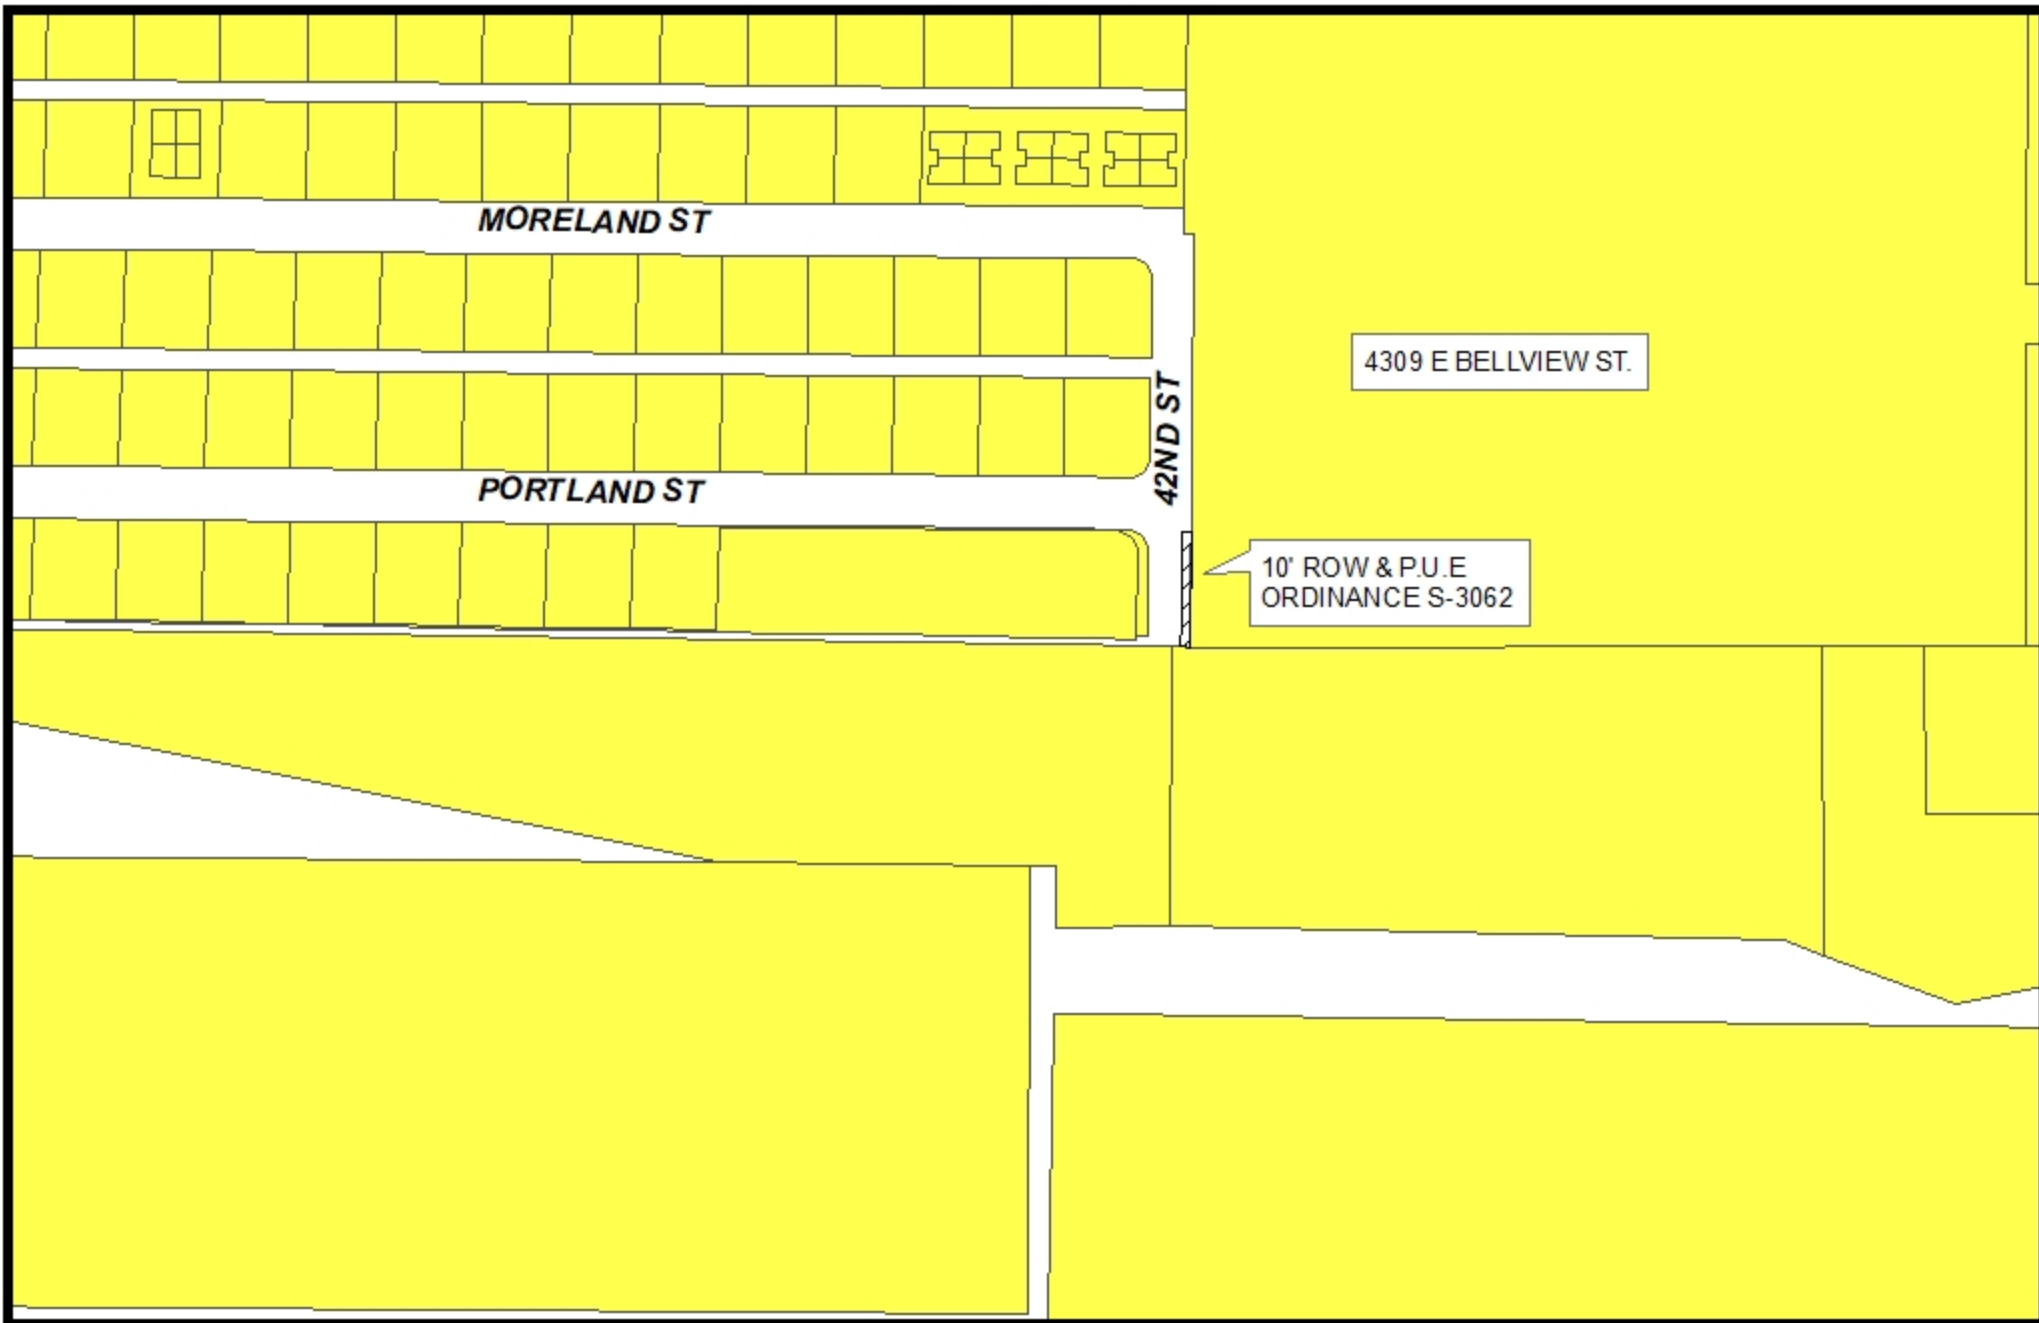 MORELAND ST
4309 E BELLVIEW ST.
42ND ST
PORTLAND ST
10' ROW & P.U.E
ORDINANCE S-3062